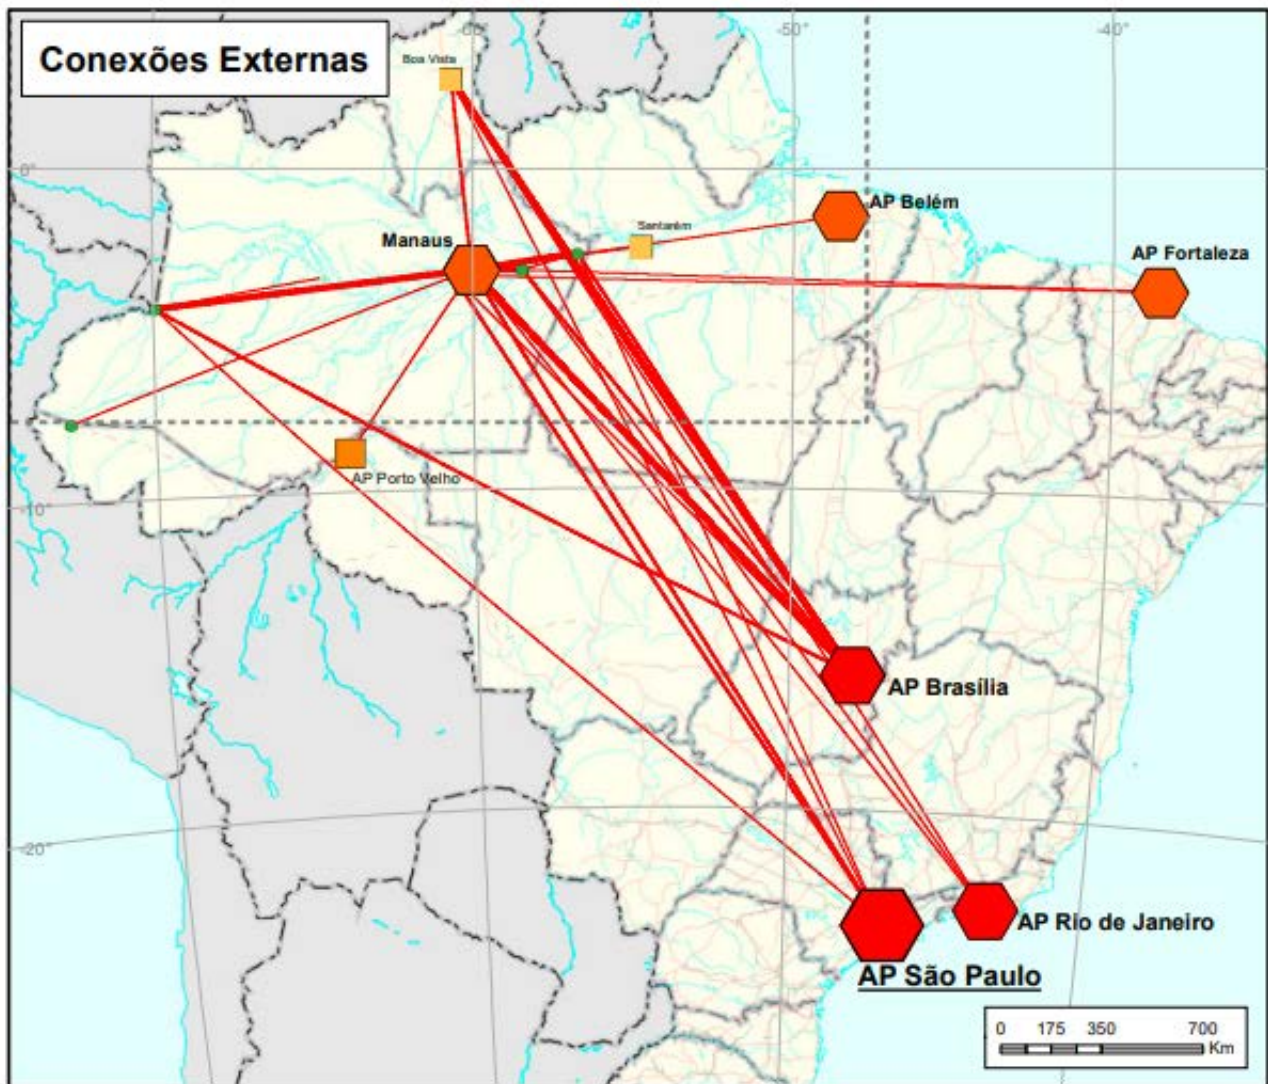 Conexões Externas
Boa Vista
-60°
-50°
-40°
0°
AP Belém
Santarém
Manaus
AP Fortaleza
AP Porto Velho
-10°
AP Brasília
-20°
AP Rio de Janeiro
AP São Paulo
0 175 350 700
Km